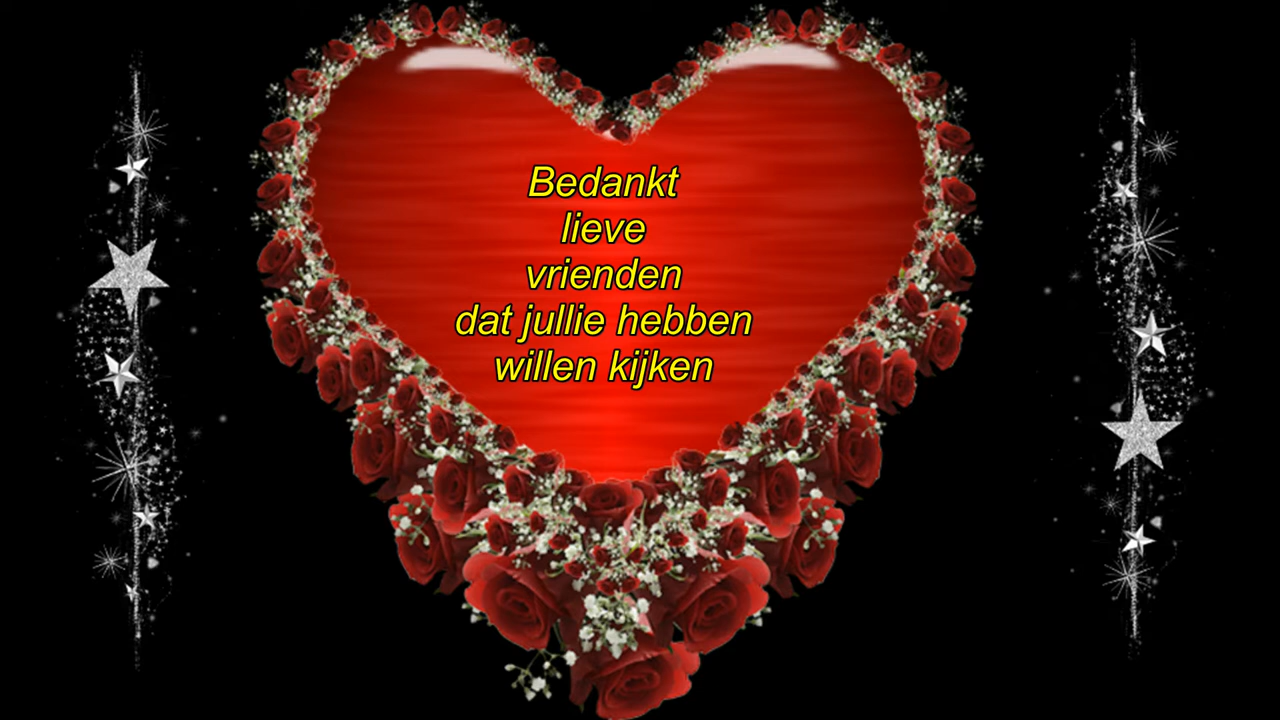 Bedankt
lieve
vrienden
dat jullie hebben
willen kijken